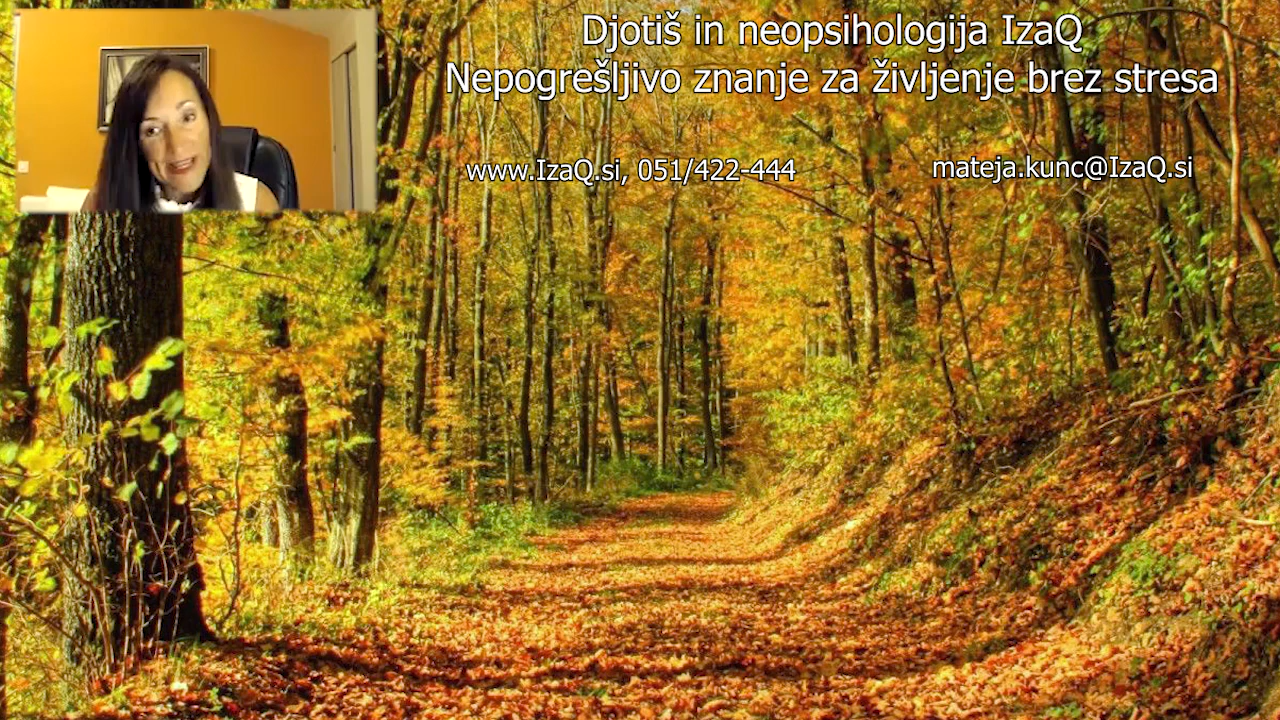 Djotiš in neopsihologija IzaQ
Nepogrešljivo znanje za življenje brez stresa
www.IzaQ.si, 051/422-444
mateja.kunc@IzaQ.si